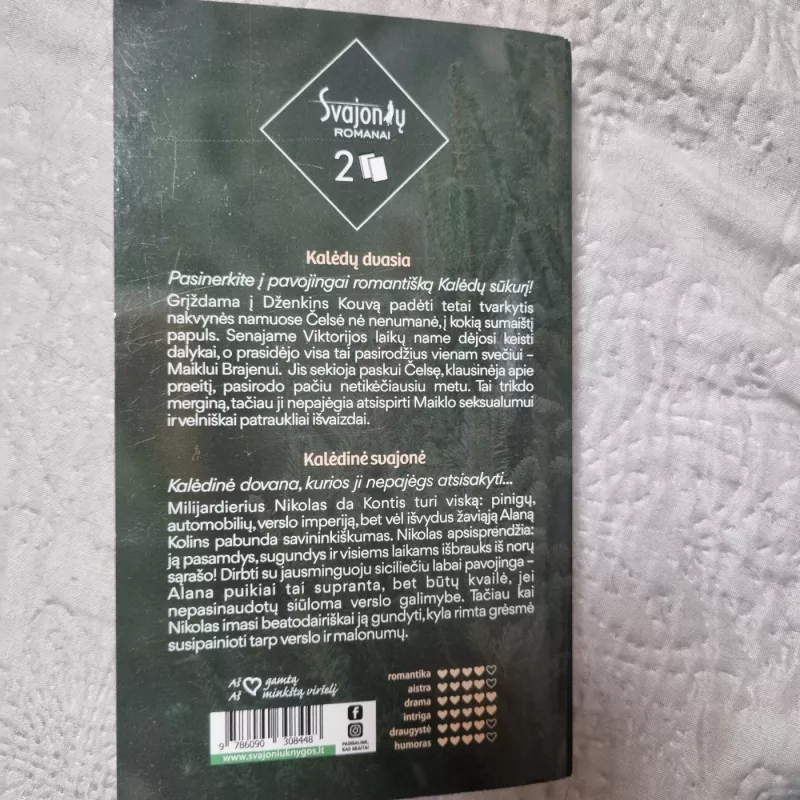 Svajonių
ROMANAI
2
Kalėdų dvasia
Pasinerkite į pavojingai romantišką Kalėdų sūkurį!
Grįždama į Dženkins Kouvą padėti tetai tvarkytis
nakvynės namuose Čelsė nė nenumanė, į kokią sumaištį
papuls. Senajame Viktorijos laikų name dėjosi keisti
dalykai, o prasidėjo visa tai pasirodžius vienam svečiui –
Maiklui Brajenui. Jis sekioja paskui Čelsę, klausinėja apie
praeitį, pasirodo pačiu netikėčiausiu metu. Tai trikdo
merginą, tačiau ji nepajėgia atsispirti Maiklo seksualumui
ir velniškai patraukliai išvaizdai.
Kalėdinė svajonė
Kalėdinė dovana, kurios ji nepajėgs atsisakyti...
Milijardierius Nikolas da Kontis turi viską: pinigų,
automobilių, verslo imperiją, bet vėl išvydus žaviąją Alaną
Kolins pabunda savininkiškumas. Nikolas apsisprendžia:
ją pasamdys, sugundys ir visiems laikams išbrauks iš norų
sąrašo! Dirbti su jausminguoju siciliečiu labai pavojinga –
Alana puikiai tai supranta, bet būtų kvailė, jei
nepasinaudotų siūloma verslo galimybe. Tačiau kai
Nikolas imasi beatodairiškai ją gundyti, kyla rimta grėsmė
susipainioti tarp verslo ir malonumų.
Aš gamtą
Aš minkštą viršelį
9 786090 308448
www.svajoniuknygos.lt
PASIDALINK,
KĄ SKAITAI
romantika
aistra
drama
intriga
draugystė
humoras